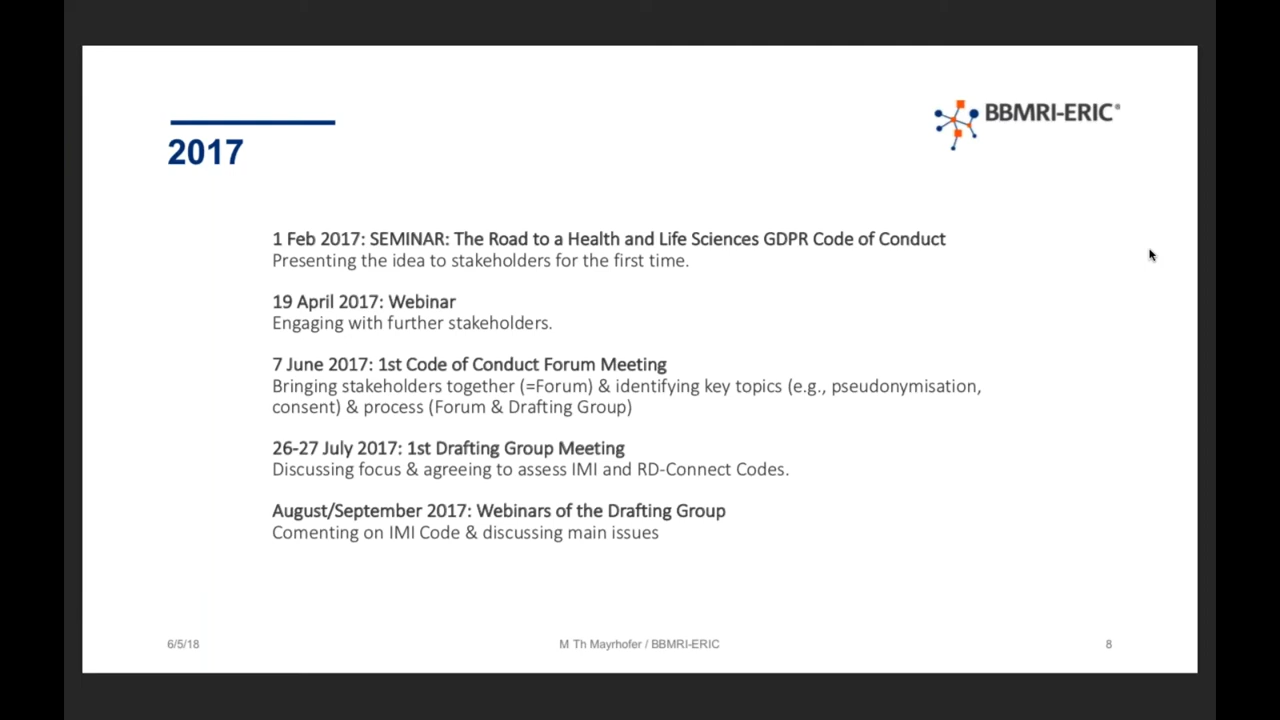 BBMRI-ERIC®
2017
1 Feb 2017: SEMINAR: The Road to a Health and Life Sciences GDPR Code of Conduct
Presenting the idea to stakeholders for the first time.
19 April 2017: Webinar
Engaging with further stakeholders.
7 June 2017: 1st Code of Conduct Forum Meeting
Bringing stakeholders together (=Forum) & identifying key topics (e.g., pseudonymisation,
consent) & process (Forum & Drafting Group)
26-27 July 2017: 1st Drafting Group Meeting
Discussing focus & agreeing to assess IMI and RD-Connect Codes.
August/September 2017: Webinars of the Drafting Group
Comenting on IMI Code & discussing main issues
6/5/18
M Th Mayrhofer / BBMRI-ERIC
8